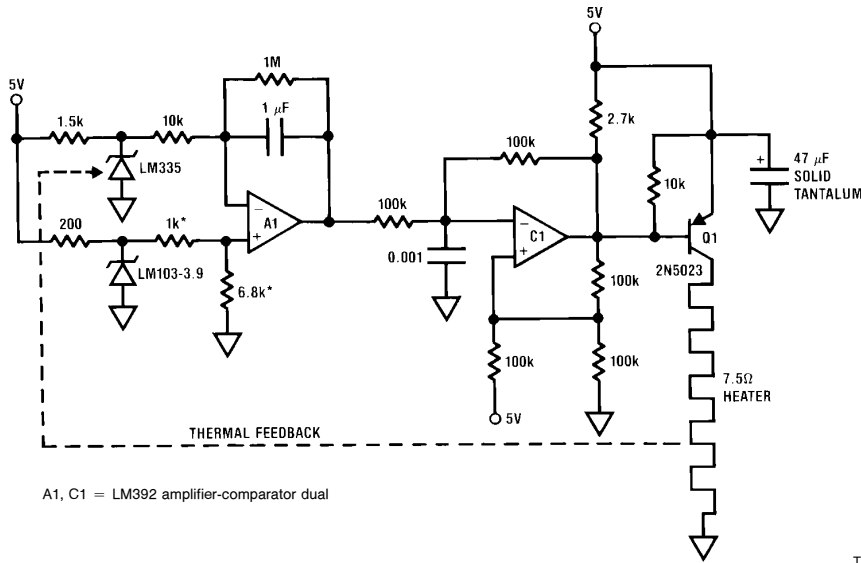 5V
1M
5V
1.5k
10k
1 μF
2.7k
LM335
100k
10k
+
47 μF
SOLID
TANTALUM
200
1k*
−
A1
+
100k
−
C1
+
Q1
LM103-3.9
6.8k*
0.001
2N5023
100k
100k
100k
7.5Ω
HEATER
5V
THERMAL FEEDBACK
A1, C1 = LM392 amplifier-comparator dual
T